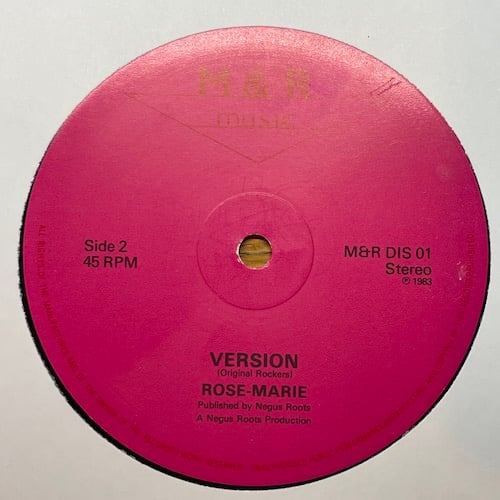 M & R
music
Side 2
45 RPM
M&R DIS 01
Stereo
℗ 1983
VERSION
(Original Rockers)
ROSE-MARIE
Published by Negus Roots
A Negus Roots Production